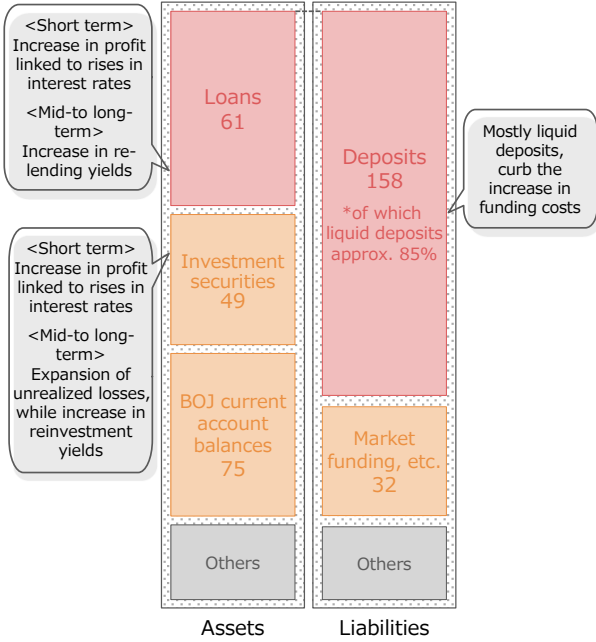 <Short term>
Increase in profit
linked to rises in
interest rates
<Mid-to long-
term>
Increase in re-
lending yields
<Short term>
Increase in profit
linked to rises in
interest rates
<Mid-to long-
term>
Expansion of
unrealized losses,
while increase in
reinvestment
yields
Loans
61
Investment
securities
49
BOJ current
account
balances
75
Others
Assets
Deposits
158
*of which
liquid deposits
approx. 85%
Market
funding, etc.
32
Others
Liabilities
Mostly liquid
deposits,
curb the
increase in
funding costs